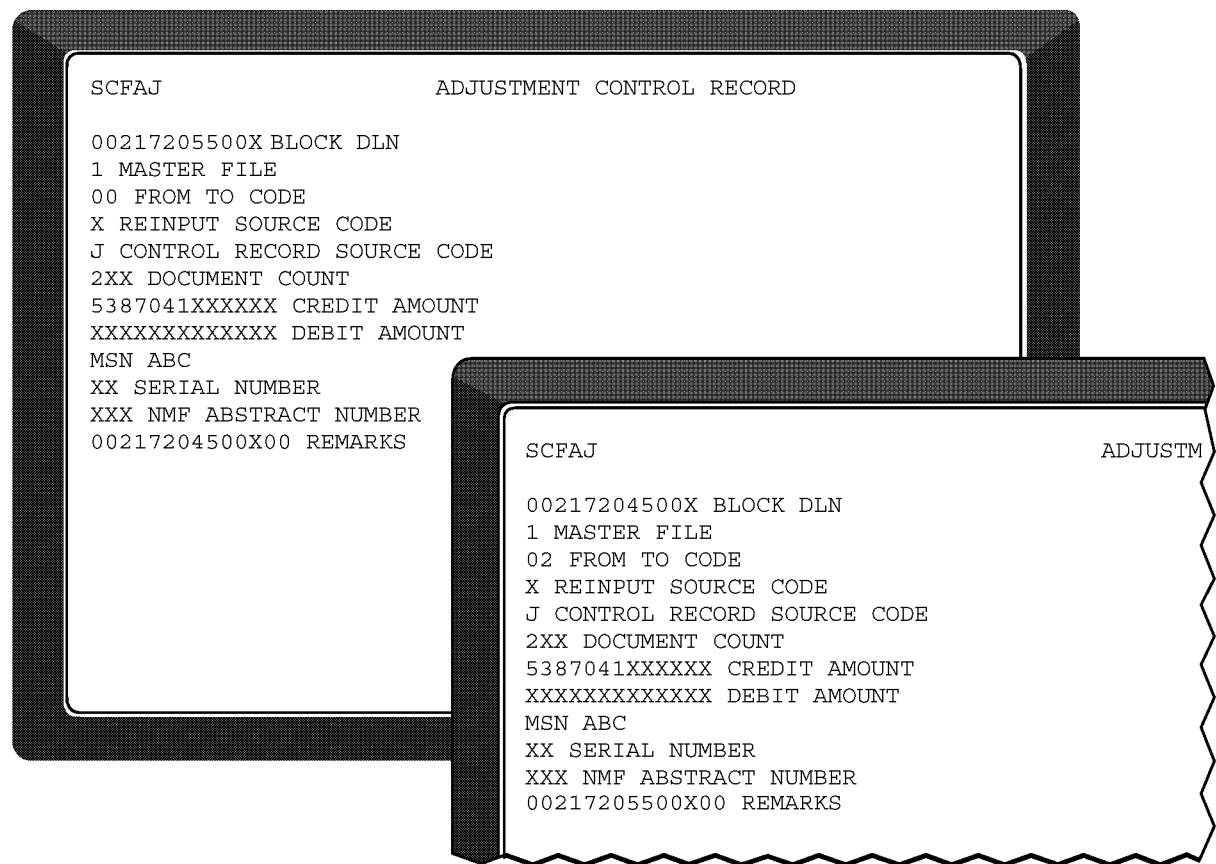 SCFAJ ADJUSTMENT CONTROL RECORD
00217205500X BLOCK DLN
1 MASTER FILE
00 FROM TO CODE
X REINPUT SOURCE CODE
J CONTROL RECORD SOURCE CODE
2XX DOCUMENT COUNT
5387041XXXXXX CREDIT AMOUNT
XXXXXXXXXXXXX DEBIT AMOUNT
MSN ABC
XX SERIAL NUMBER
XXX NMF ABSTRACT NUMBER
00217204500X00 REMARKS
SCFAJ ADJUSTM
00217204500X BLOCK DLN
1 MASTER FILE
02 FROM TO CODE
X REINPUT SOURCE CODE
J CONTROL RECORD SOURCE CODE
2XX DOCUMENT COUNT
5387041XXXXXX CREDIT AMOUNT
XXXXXXXXXXXXX DEBIT AMOUNT
MSN ABC
XX SERIAL NUMBER
XXX NMF ABSTRACT NUMBER
00217205500X00 REMARKS